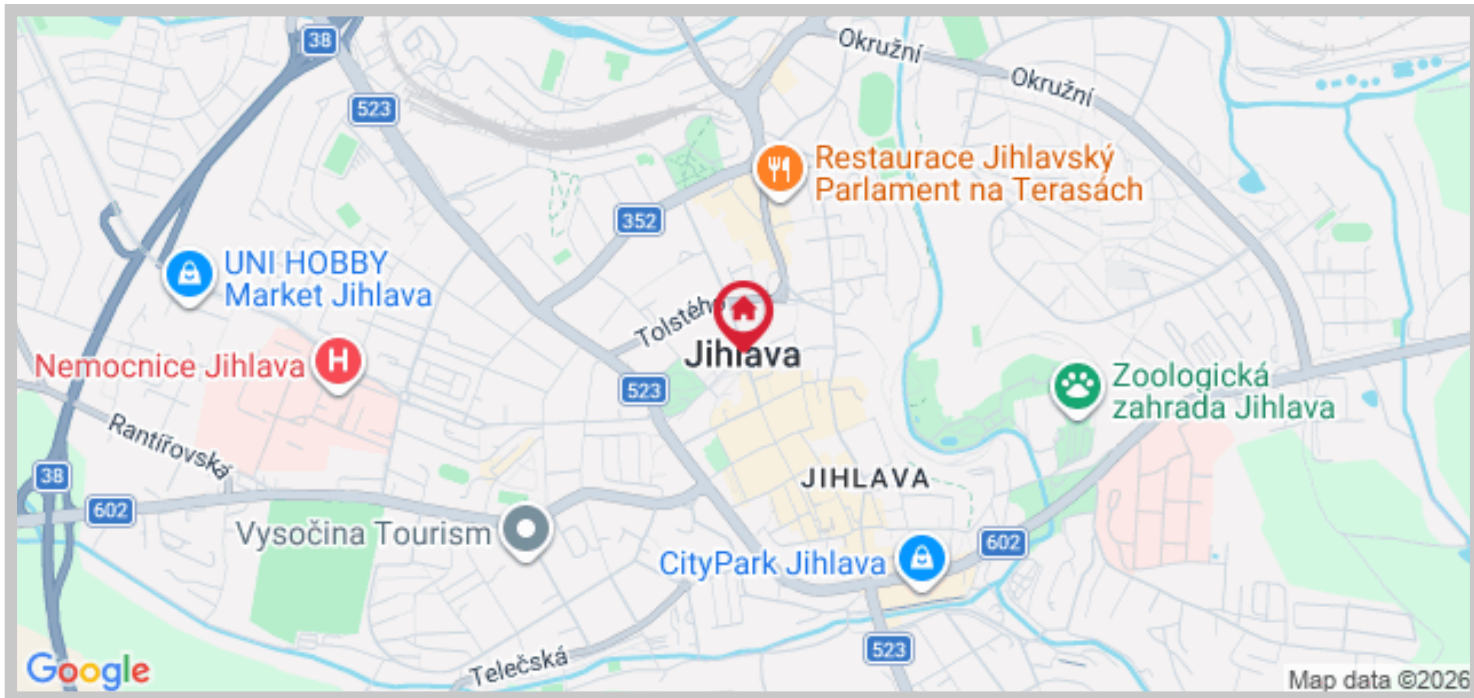 38
Okružní
Okružní
523
Restaurace Jihlavský
Parlament na Terasách
352
UNI HOBBY
Market Jihlava
Tolstého
Jihlava
Nemocnice Jihlava
H
523
Zoologická
zahrada Jihlava
Rantířovská
38
JIHLAVA
602
Vysočina Tourism
602
CityPark Jihlava
523
Telečská
Google
Map data ©2026